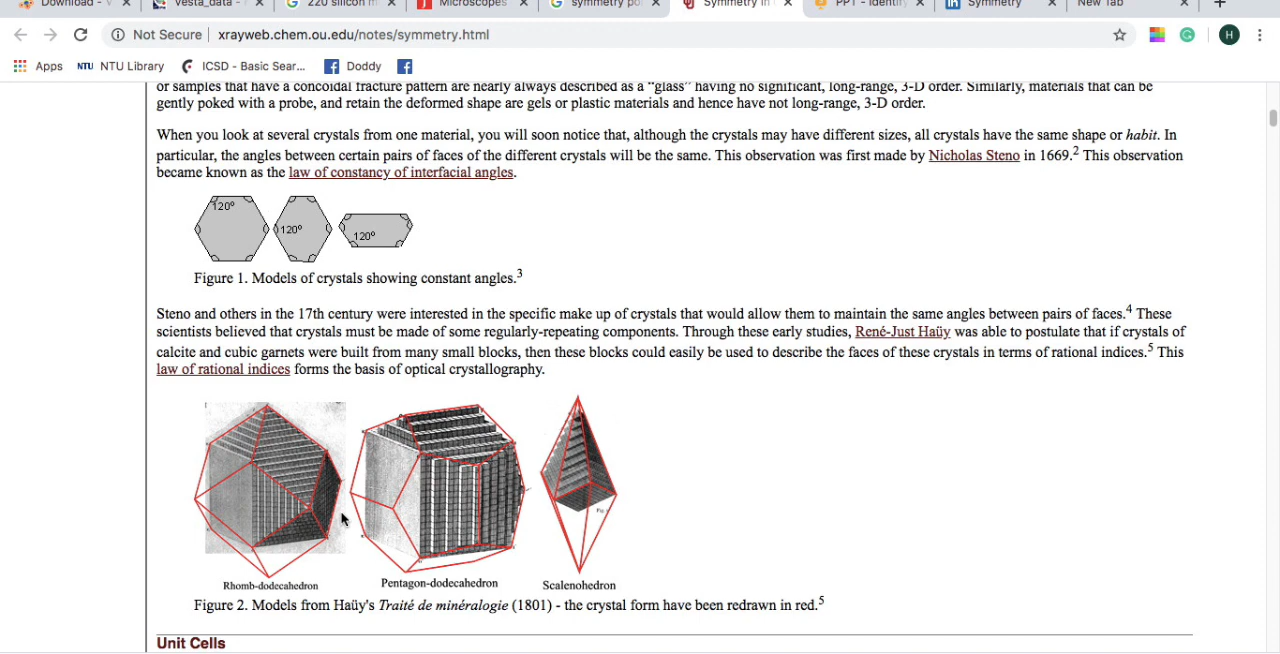 Download - V
Vesta_data -
220 silicon m
Microscopes
symmetry po
Symmetry in
PPT - Identify
Symmetry
New Tab
Not Secure | xrayweb.chem.ou.edu/notes/symmetry.html
H
Apps NTU NTU Library ICSD - Basic Sear... Doddy
or samples that have a concoidal fracture pattern are nearly always described as a "glass" having no significant, long-range, 3-D order. Similarly, materials that can be
gently poked with a probe, and retain the deformed shape are gels or plastic materials and hence have not long-range, 3-D order.
When you look at several crystals from one material, you will soon notice that, although the crystals may have different sizes, all crystals have the same shape or habit. In
particular, the angles between certain pairs of faces of the different crystals will be the same. This observation was first made by Nicholas Steno in 1669.2 This observation
became known as the law of constancy of interfacial angles.
120º
120º
120º
Figure 1. Models of crystals showing constant angles.3
Steno and others in the 17th century were interested in the specific make up of crystals that would allow them to maintain the same angles between pairs of faces.4 These
scientists believed that crystals must be made of some regularly-repeating components. Through these early studies, René-Just Haüy was able to postulate that if crystals of
calcite and cubic garnets were built from many small blocks, then these blocks could easily be used to describe the faces of these crystals in terms of rational indices.5 This
law of rational indices forms the basis of optical crystallography.
Rhomb-dodecahedron
Pentagon-dodecahedron
Scalenohedron
Figure 2. Models from Haüy's Traité de minéralogie (1801) - the crystal form have been redrawn in red.5
Unit Cells